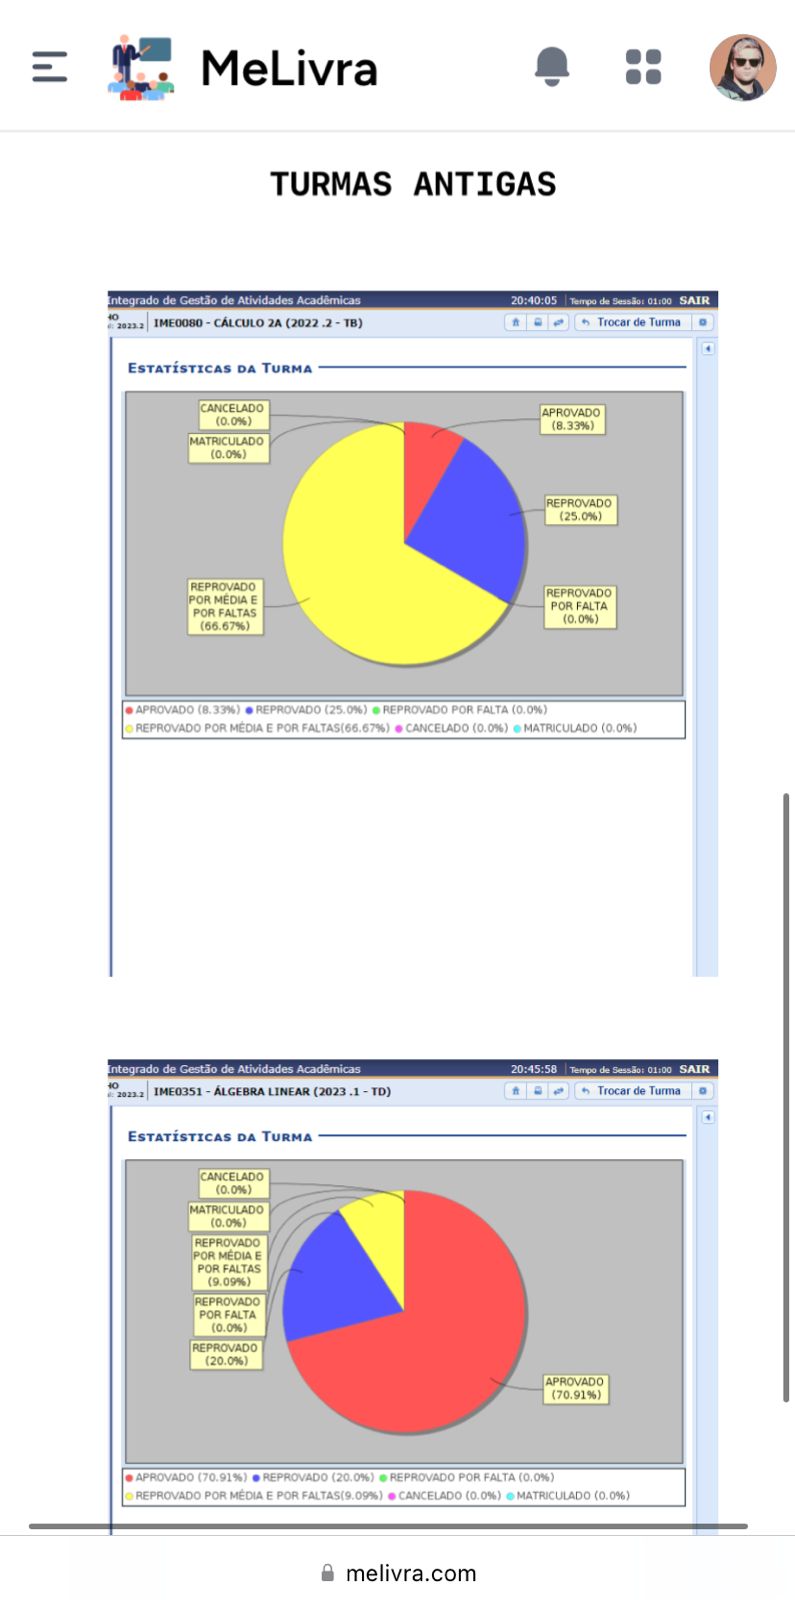 MeLivra
TURMAS ANTIGAS
Integrado de Gestão de Atividades Acadêmicas 20:40:05 Tempo de Sessão: 01:00 SAIR
HO
: 2023.2 IME0080 - CÁLCULO 2A (2022 .2 - TB) Trocar de Turma
ESTATÍSTICAS DA TURMA
CANCELADO
(0.0%)
MATRICULADO
(0.0%)
APROVADO
(8.33%)
REPROVADO
(25.0%)
REPROVADO
POR MÉDIA E
POR FALTAS
(66.67%)
REPROVADO
POR FALTA
(0.0%)
APROVADO (8.33%) REPROVADO (25.0%) REPROVADO POR FALTA (0.0%)
REPROVADO POR MÉDIA E POR FALTAS(66.67%) CANCELADO (0.0%) MATRICULADO (0.0%)
Integrado de Gestão de Atividades Acadêmicas 20:45:58 Tempo de Sessão: 01:00 SAIR
HO
: 2023.2 IME0351 - ÁLGEBRA LINEAR (2023 .1 - TD) Trocar de Turma
ESTATÍSTICAS DA TURMA
CANCELADO
(0.0%)
MATRICULADO
(0.0%)
REPROVADO
POR MÉDIA E
POR FALTAS
(9.09%)
REPROVADO
POR FALTA
(0.0%)
REPROVADO
(20.0%)
APROVADO
(70.91%)
APROVADO (70.91%) REPROVADO (20.0%) REPROVADO POR FALTA (0.0%)
REPROVADO POR MÉDIA E POR FALTAS(9.09%) CANCELADO (0.0%) MATRICULADO (0.0%)
melivra.com